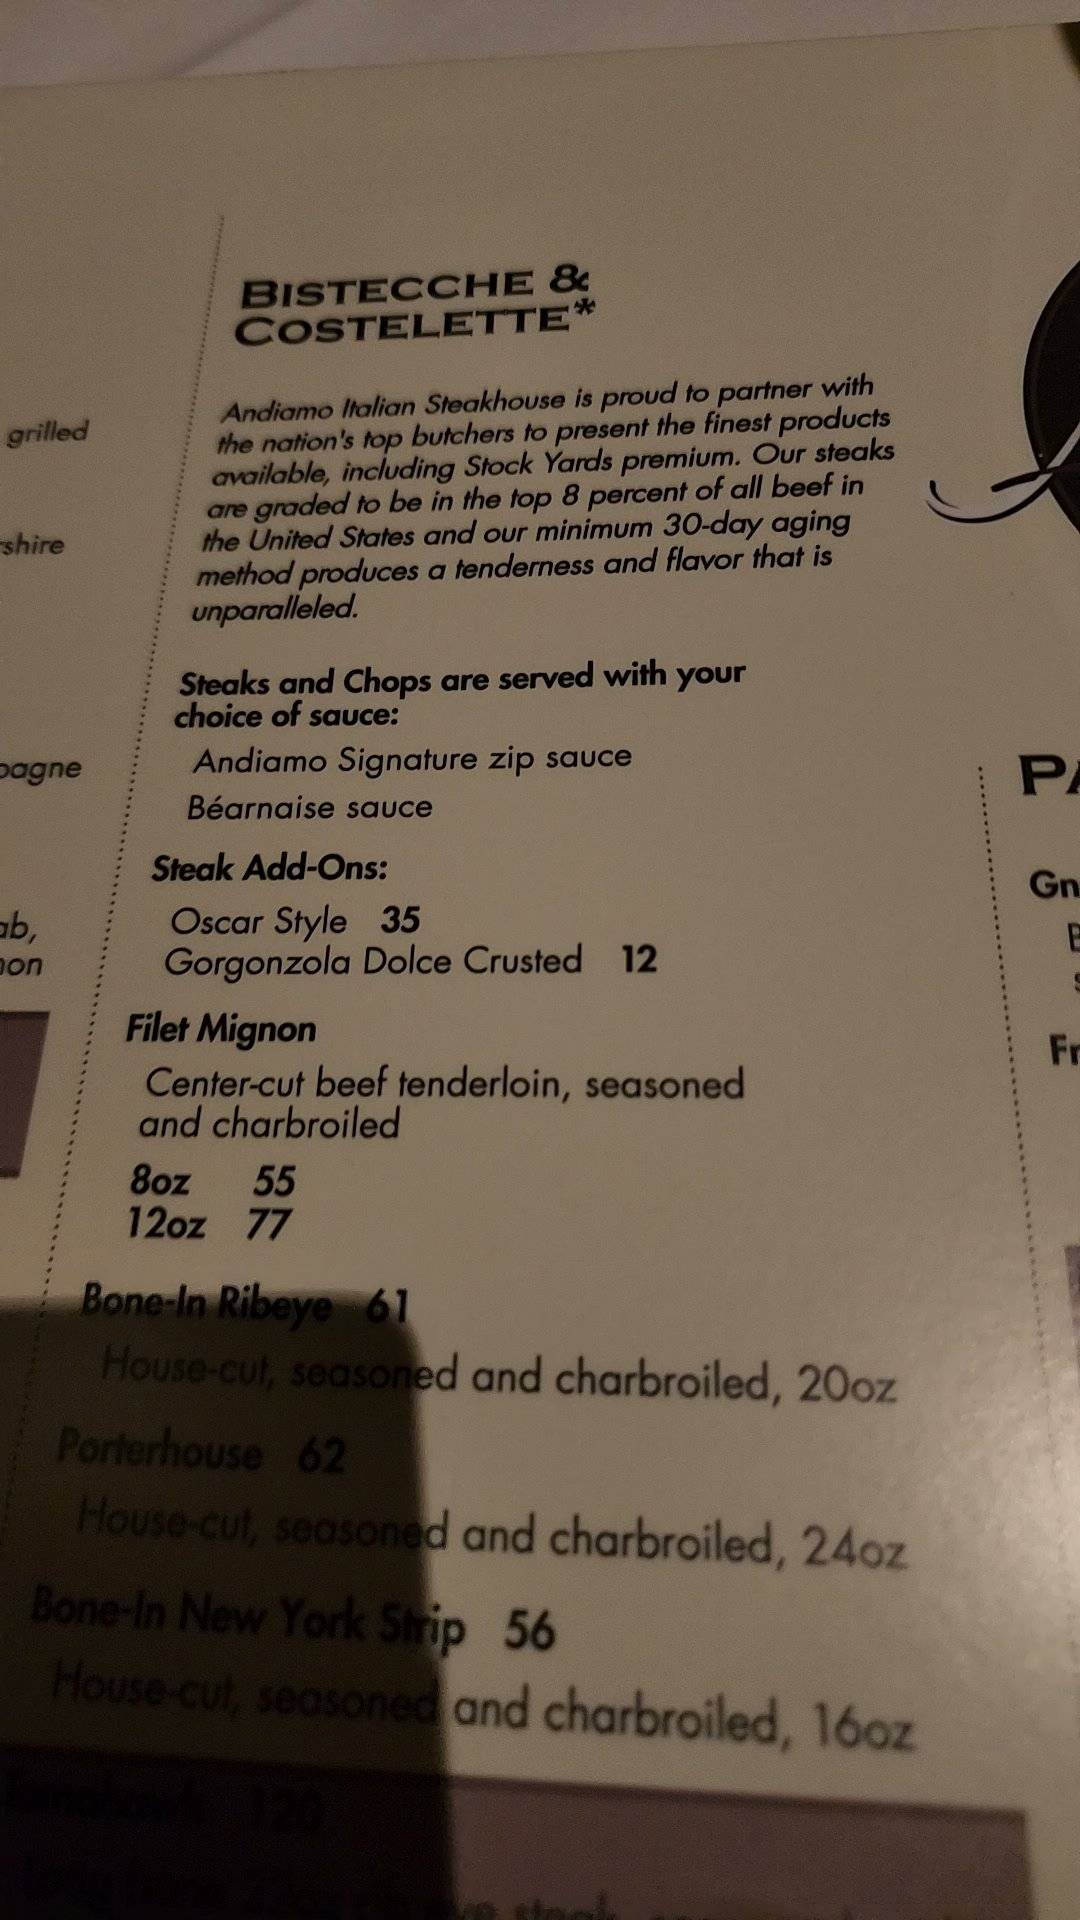 grilled
shire
pagne
ab,
non
BISTECCHE &
COSTELETTE*
Andiamo Italian Steakhouse is proud to partner with
the nation's top butchers to present the finest products
available, including Stock Yards premium. Our steaks
are graded to be in the top 8 percent of all beef in
the United States and our minimum 30-day aging
method produces a tenderness and flavor that is
unparalleled.
Steaks and Chops are served with your
choice of sauce:
Andiamo Signature zip sauce
Béarnaise sauce
Steak Add-Ons:
Oscar Style 35
Gorgonzola Dolce Crusted 12
Filet Mignon
Center-cut beef tenderloin, seasoned
and charbroiled
8oz 55
12oz 77
Bone-In Ribeye 61
House-cut, seasoned and charbroiled, 20oz
Porterhouse 62
House-cut, seasoned and charbroiled, 24oz
Bone-In New York Strip 56
House-cut, seasoned and charbroiled, 16oz
PA
Gn
Fr